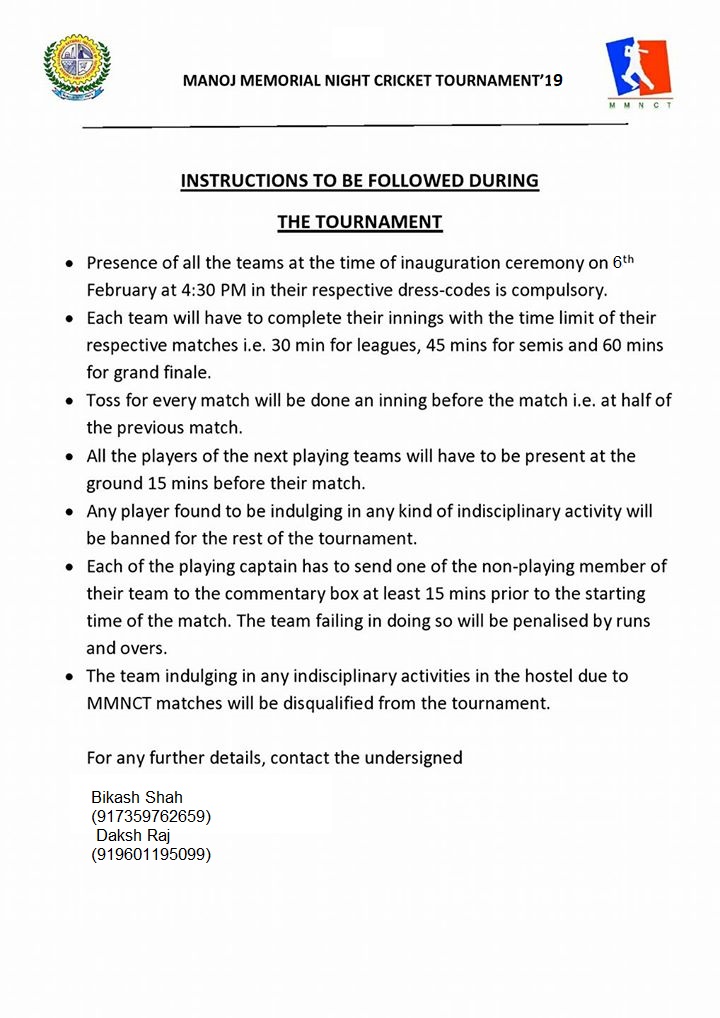 MANOJ MEMORIAL NIGHT CRICKET TOURNAMENT’19
M M N C T
INSTRUCTIONS TO BE FOLLOWED DURING
THE TOURNAMENT
• Presence of all the teams at the time of inauguration ceremony on 6th
February at 4:30 PM in their respective dress-codes is compulsory.
• Each team will have to complete their innings with the time limit of their
respective matches i.e. 30 min for leagues, 45 mins for semis and 60 mins
for grand finale.
• Toss for every match will be done an inning before the match i.e. at half of
the previous match.
• All the players of the next playing teams will have to be present at the
ground 15 mins before their match.
• Any player found to be indulging in any kind of indisciplinary activity will
be banned for the rest of the tournament.
• Each of the playing captain has to send one of the non-playing member of
their team to the commentary box at least 15 mins prior to the starting
time of the match. The team failing in doing so will be penalised by runs
and overs.
• The team indulging in any indisciplinary activities in the hostel due to
MMNCT matches will be disqualified from the tournament.
For any further details, contact the undersigned
Bikash Shah
(917359762659)
Daksh Raj
(919601195099)